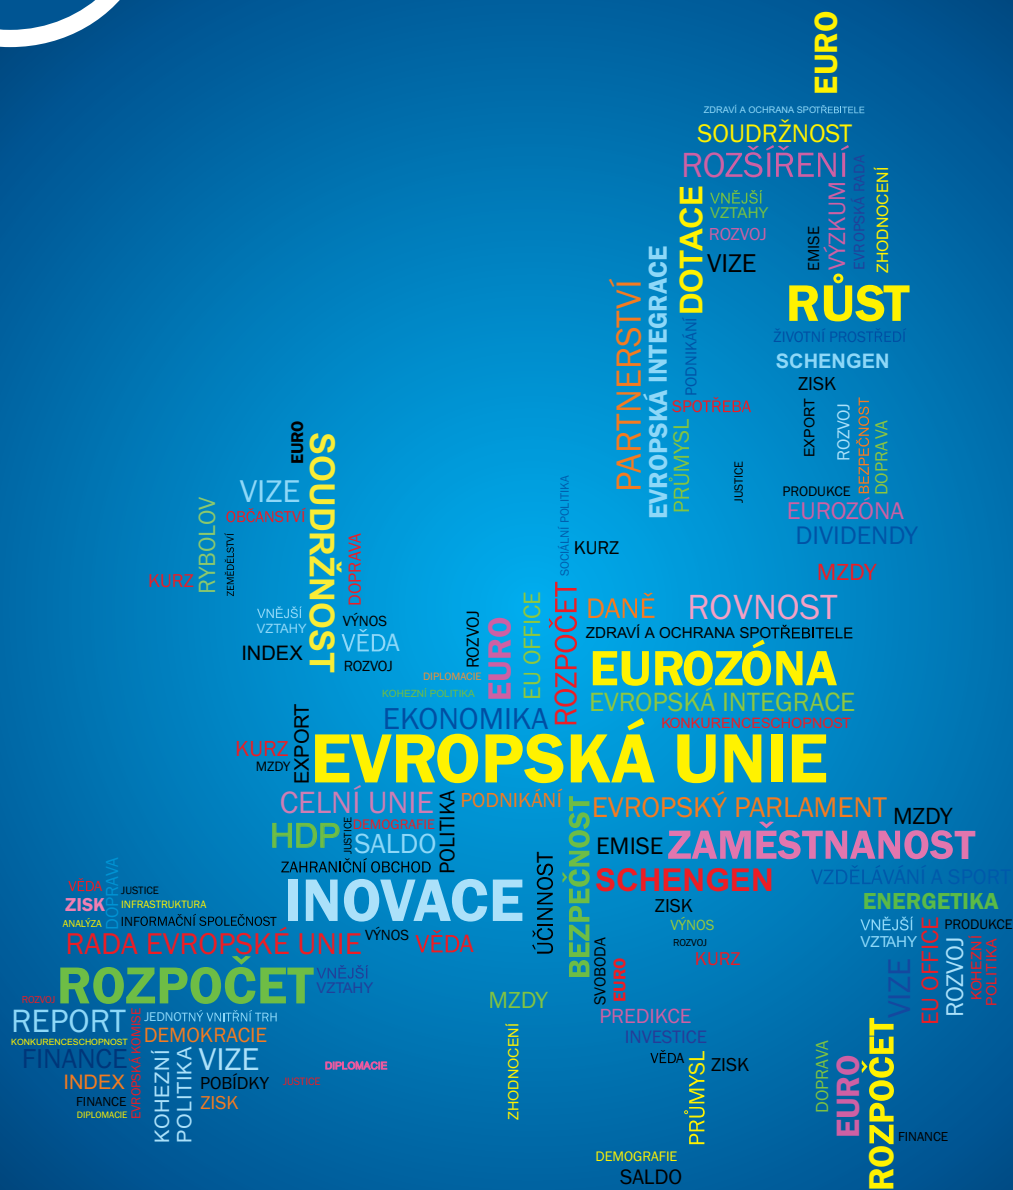 EURO
ZDRAVÍ A OCHRANA SPOTŘEBITELE
SOUDRŽNOST
ROZŠÍŘENÍ
DOTACE
VNĚJŠÍ
VZTAHY
ROZVOJ
VIZE
EMISE
VÝZKUM
EVROPSKÁ RADA
ZHODNOCENÍ
PARTNERSTVÍ
EVROPSKÁ INTEGRACE
RŮST
ŽIVOTNÍ PROSTŘEDÍ
PODNIKÁNÍ
SCHENGEN
ZISK
SPOTŘEBA
PRŮMYSL
EXPORT
ROZVOJ
BEZPEČNOST
DOPRAVA
JUSTICE
PRODUKCE
EUROZÓNA
DIVIDENDY
MZDY
EURO
SOUDRŽNOST
VIZE
OBČANSTVÍ
RYBOLOV
ZEMĚDĚLSTVÍ
KURZ
DOPRAVA
VNĚJŠÍ
VZTAHY
INDEX
VÝNOS
VĚDA
ROZVOJ
SOCIÁLNÍ POLITIKA
KURZ
ROZVOJ
EURO
EU OFFICE
ROZPOČET
DANĚ
ROVNOST
ZDRAVÍ A OCHRANA SPOTŘEBITELE
EUROZÓNA
DIPLOMACIE
KOHEZNÍ POLITIKA
EVROPSKÁ INTEGRACE
EKONOMIKA
KONKURENCESCHOPNOST
KURZ
MZDY
EXPORT
EVROPSKÁ UNIE
CELNÍ UNIE
PODNIKÁNÍ
EVROPSKÝ PARLAMENT
MZDY
HDP
JUSTICE
DEMOGRAFIE
SALDO
POLITIKA
ZAHRANIČNÍ OBCHOD
BEZPEČNOST
EMISE
ZAMĚSTNANOST
INOVACE
ÚČINNOST
SCHENGEN
VZDĚLÁVÁNÍ A SPORT
ZISK
ENERGETIKA
VĚDA
DOPRAVA
JUSTICE
ZISK
INFRASTRUKTURA
ANALÝZA
INFORMAČNÍ SPOLEČNOST
RADA EVROPSKÉ UNIE
VÝNOS
VĚDA
VÝNOS
ROZVOJ
KURZ
VNĚJŠÍ
VZTAHY
PRODUKCE
VIZE
EU OFFICE
ROZVOJ
KOHEZNÍ
POLITIKA
ROZPOČET
VNĚJŠÍ
VZTAHY
SVOBODA
EURO
ROZVOJ
MZDY
REPORT
EVROPSKÁ KOMISE
JEDNOTNÝ VNITŘNÍ TRH
PREDIKCE
KONKURENCESCHOPNOST
DEMOKRACIE
INVESTICE
FINANCE
KOHEZNÍ
POLITIKA
VIZE
DIPLOMACIE
ZHODNOCENÍ
VĚDA
PRŮMYSL
ZISK
INDEX
POBÍDKY
JUSTICE
DOPRAVA
EURO
ROZPOČET
FINANCE
ZISK
DIPLOMACIE
FINANCE
DEMOGRAFIE
SALDO